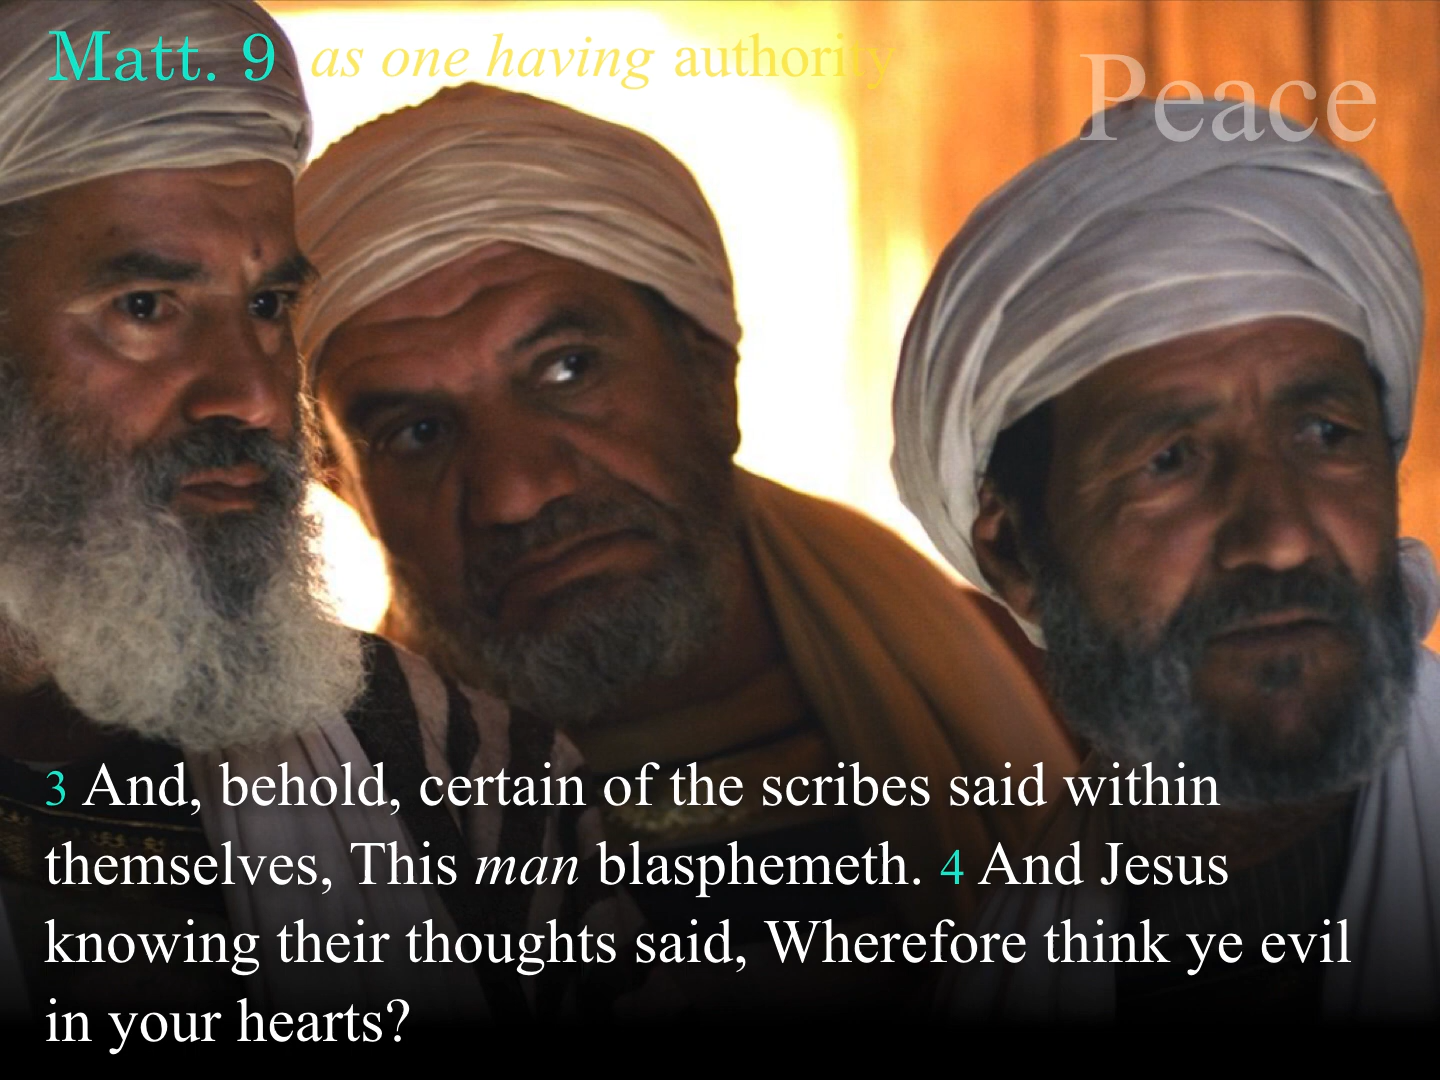 Matt. 9 as one having authority
Peace
3 And, behold, certain of the scribes said within
themselves, This man blasphemeth. 4 And Jesus
knowing their thoughts said, Wherefore think ye evil
in your hearts?